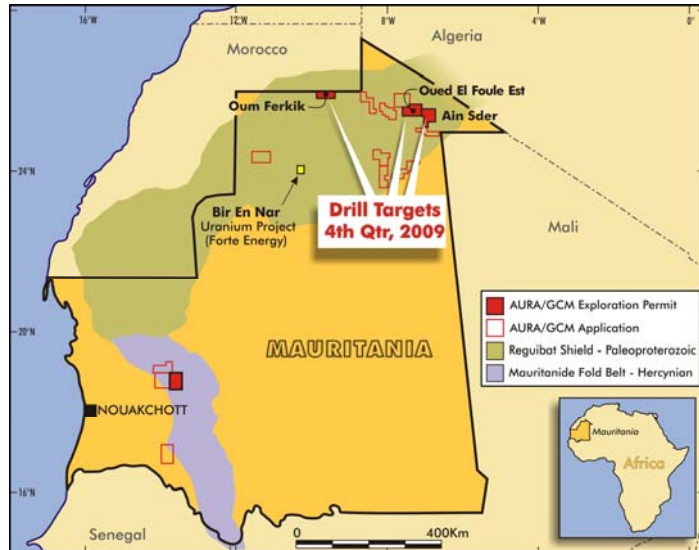 16°W
12°W
8°W
4°W
0°
Morocco
Algeria
Oued El Foule Est
Oum Ferkik
Ain Sder
24°N
Bir En Nar
Uranium Project
(Forte Energy)
Drill Targets
4th Qtr, 2009
Mali
AURA/GCM Exploration Permit
AURA/GCM Application
Reguibat Shield - Paleoproterozoic
Mauritanide Fold Belt - Hercynian
20°N
MAURITANIA
NOUAKCHOTT
Mauritania
Africa
16°N
Senegal
0
400Km